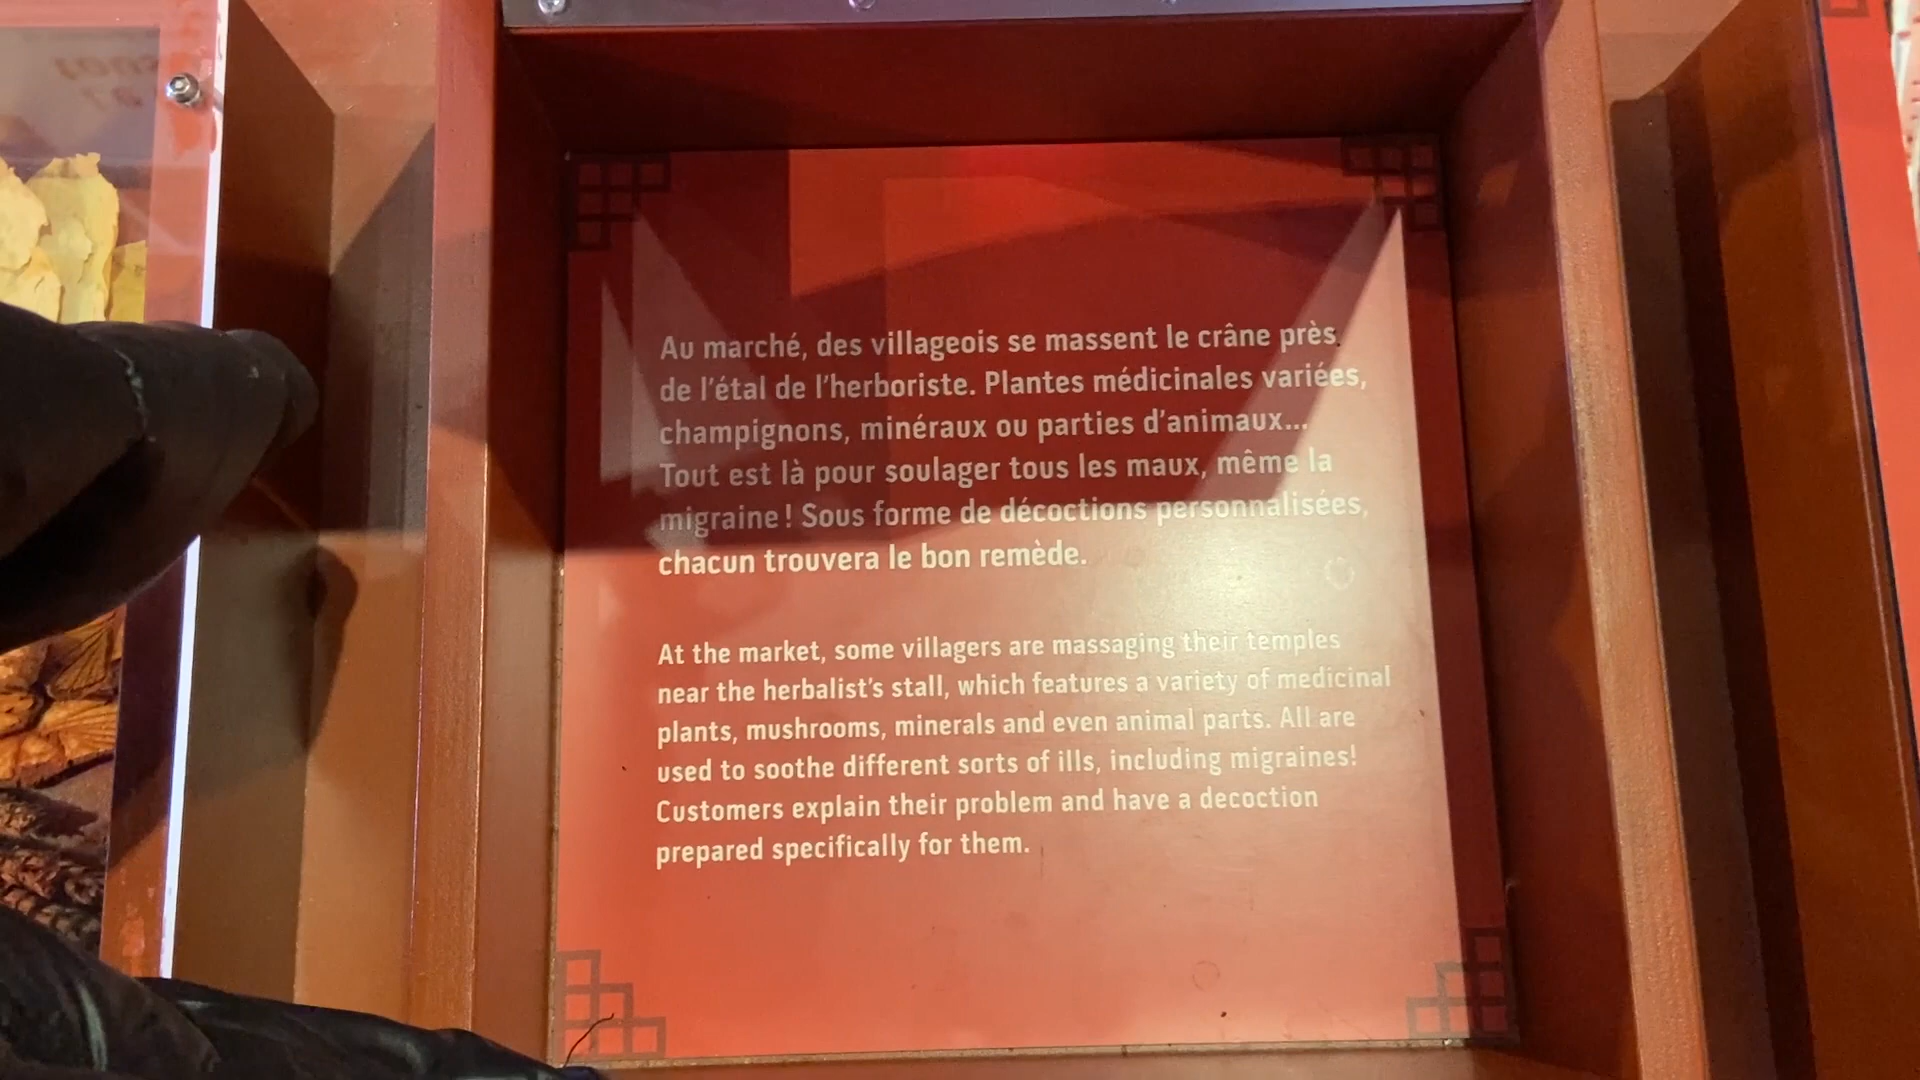 tous
Au marché, des villageois se massent le crâne près
de l'étal de l'herboriste. Plantes médicinales variées,
champignons, minéraux ou parties d'animaux...
Tout est là pour soulager tous les maux, même la
migraine ! Sous forme de décoctions personnalisées,
chacun trouvera le bon remède.
At the market, some villagers are massaging their temples
near the herbalist's stall, which features a variety of medicinal
plants, mushrooms, minerals and even animal parts. All are
used to soothe different sorts of ills, including migraines!
Customers explain their problem and have a decoction
prepared specifically for them.